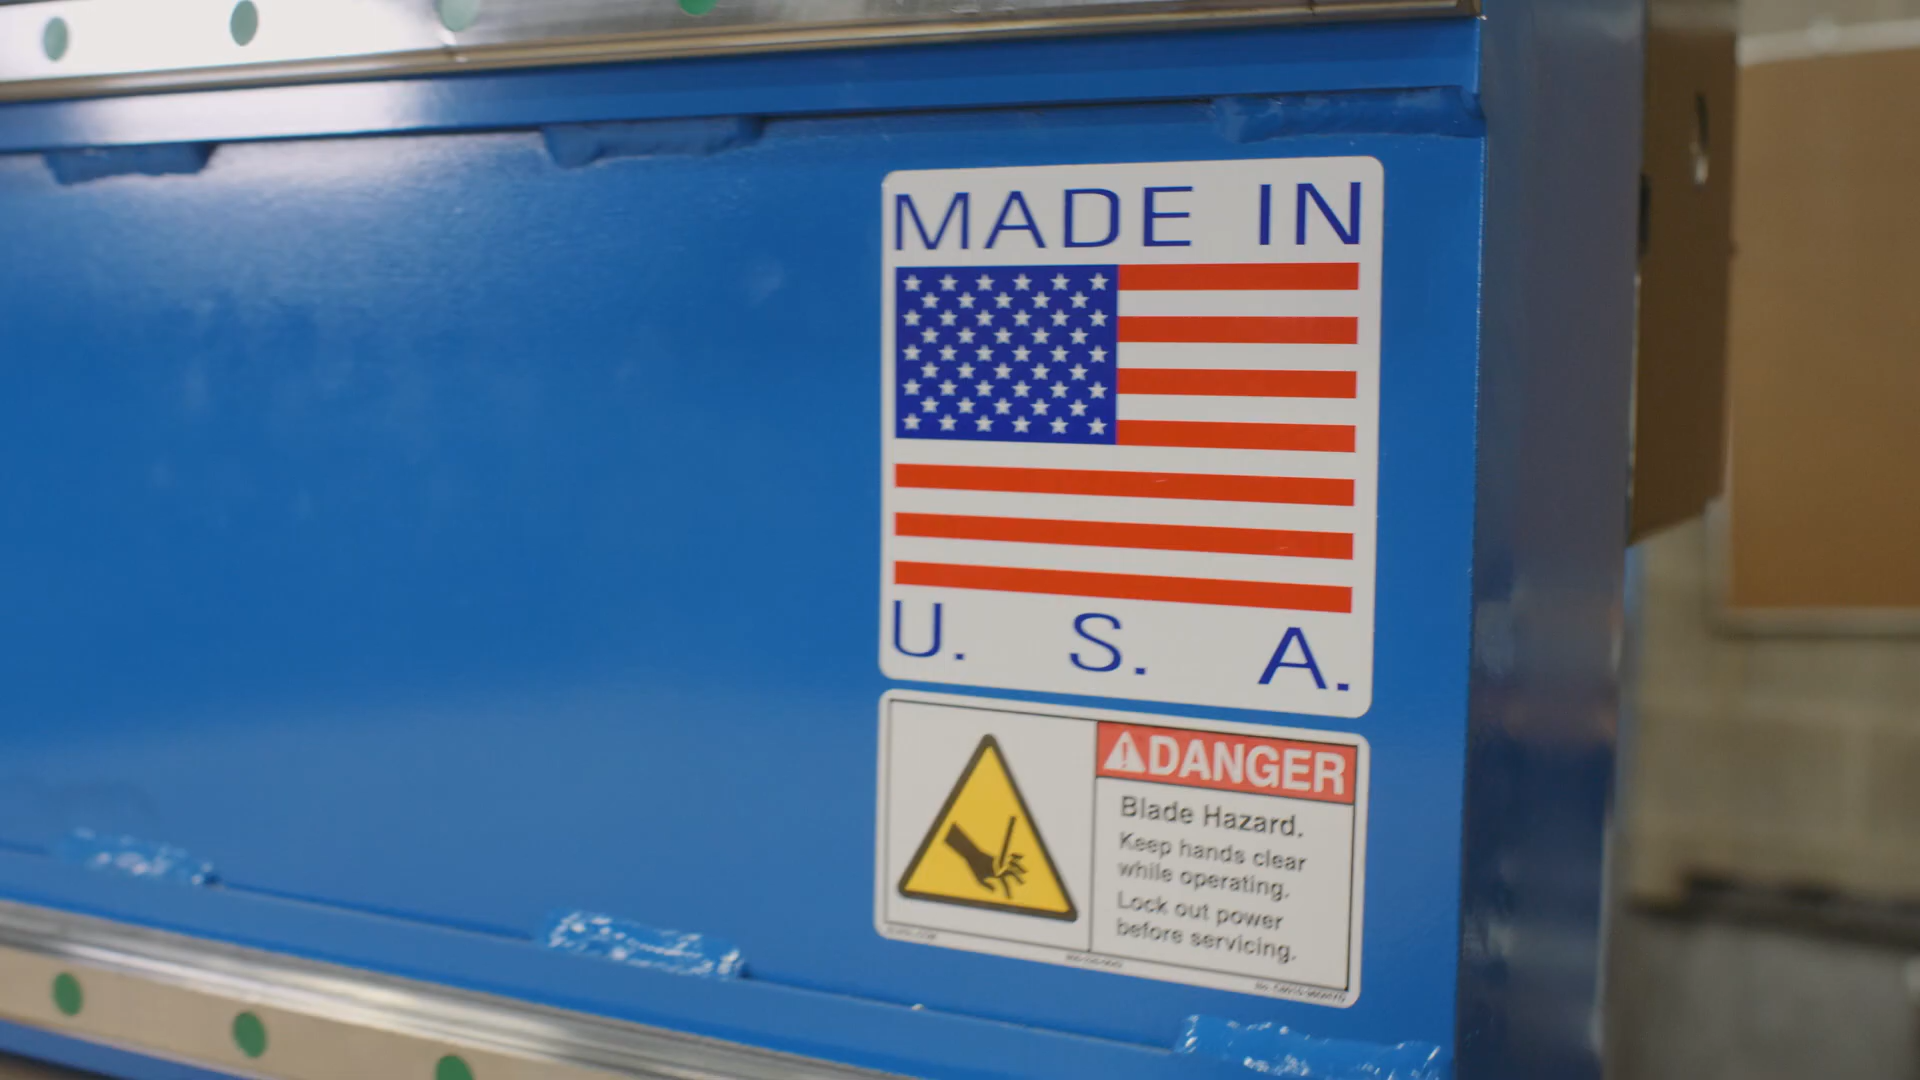 MADE IN
U. S. A.
DANGER
Blade Hazard.
Keep hands clear
while operating.
Lock out power
before servicing.